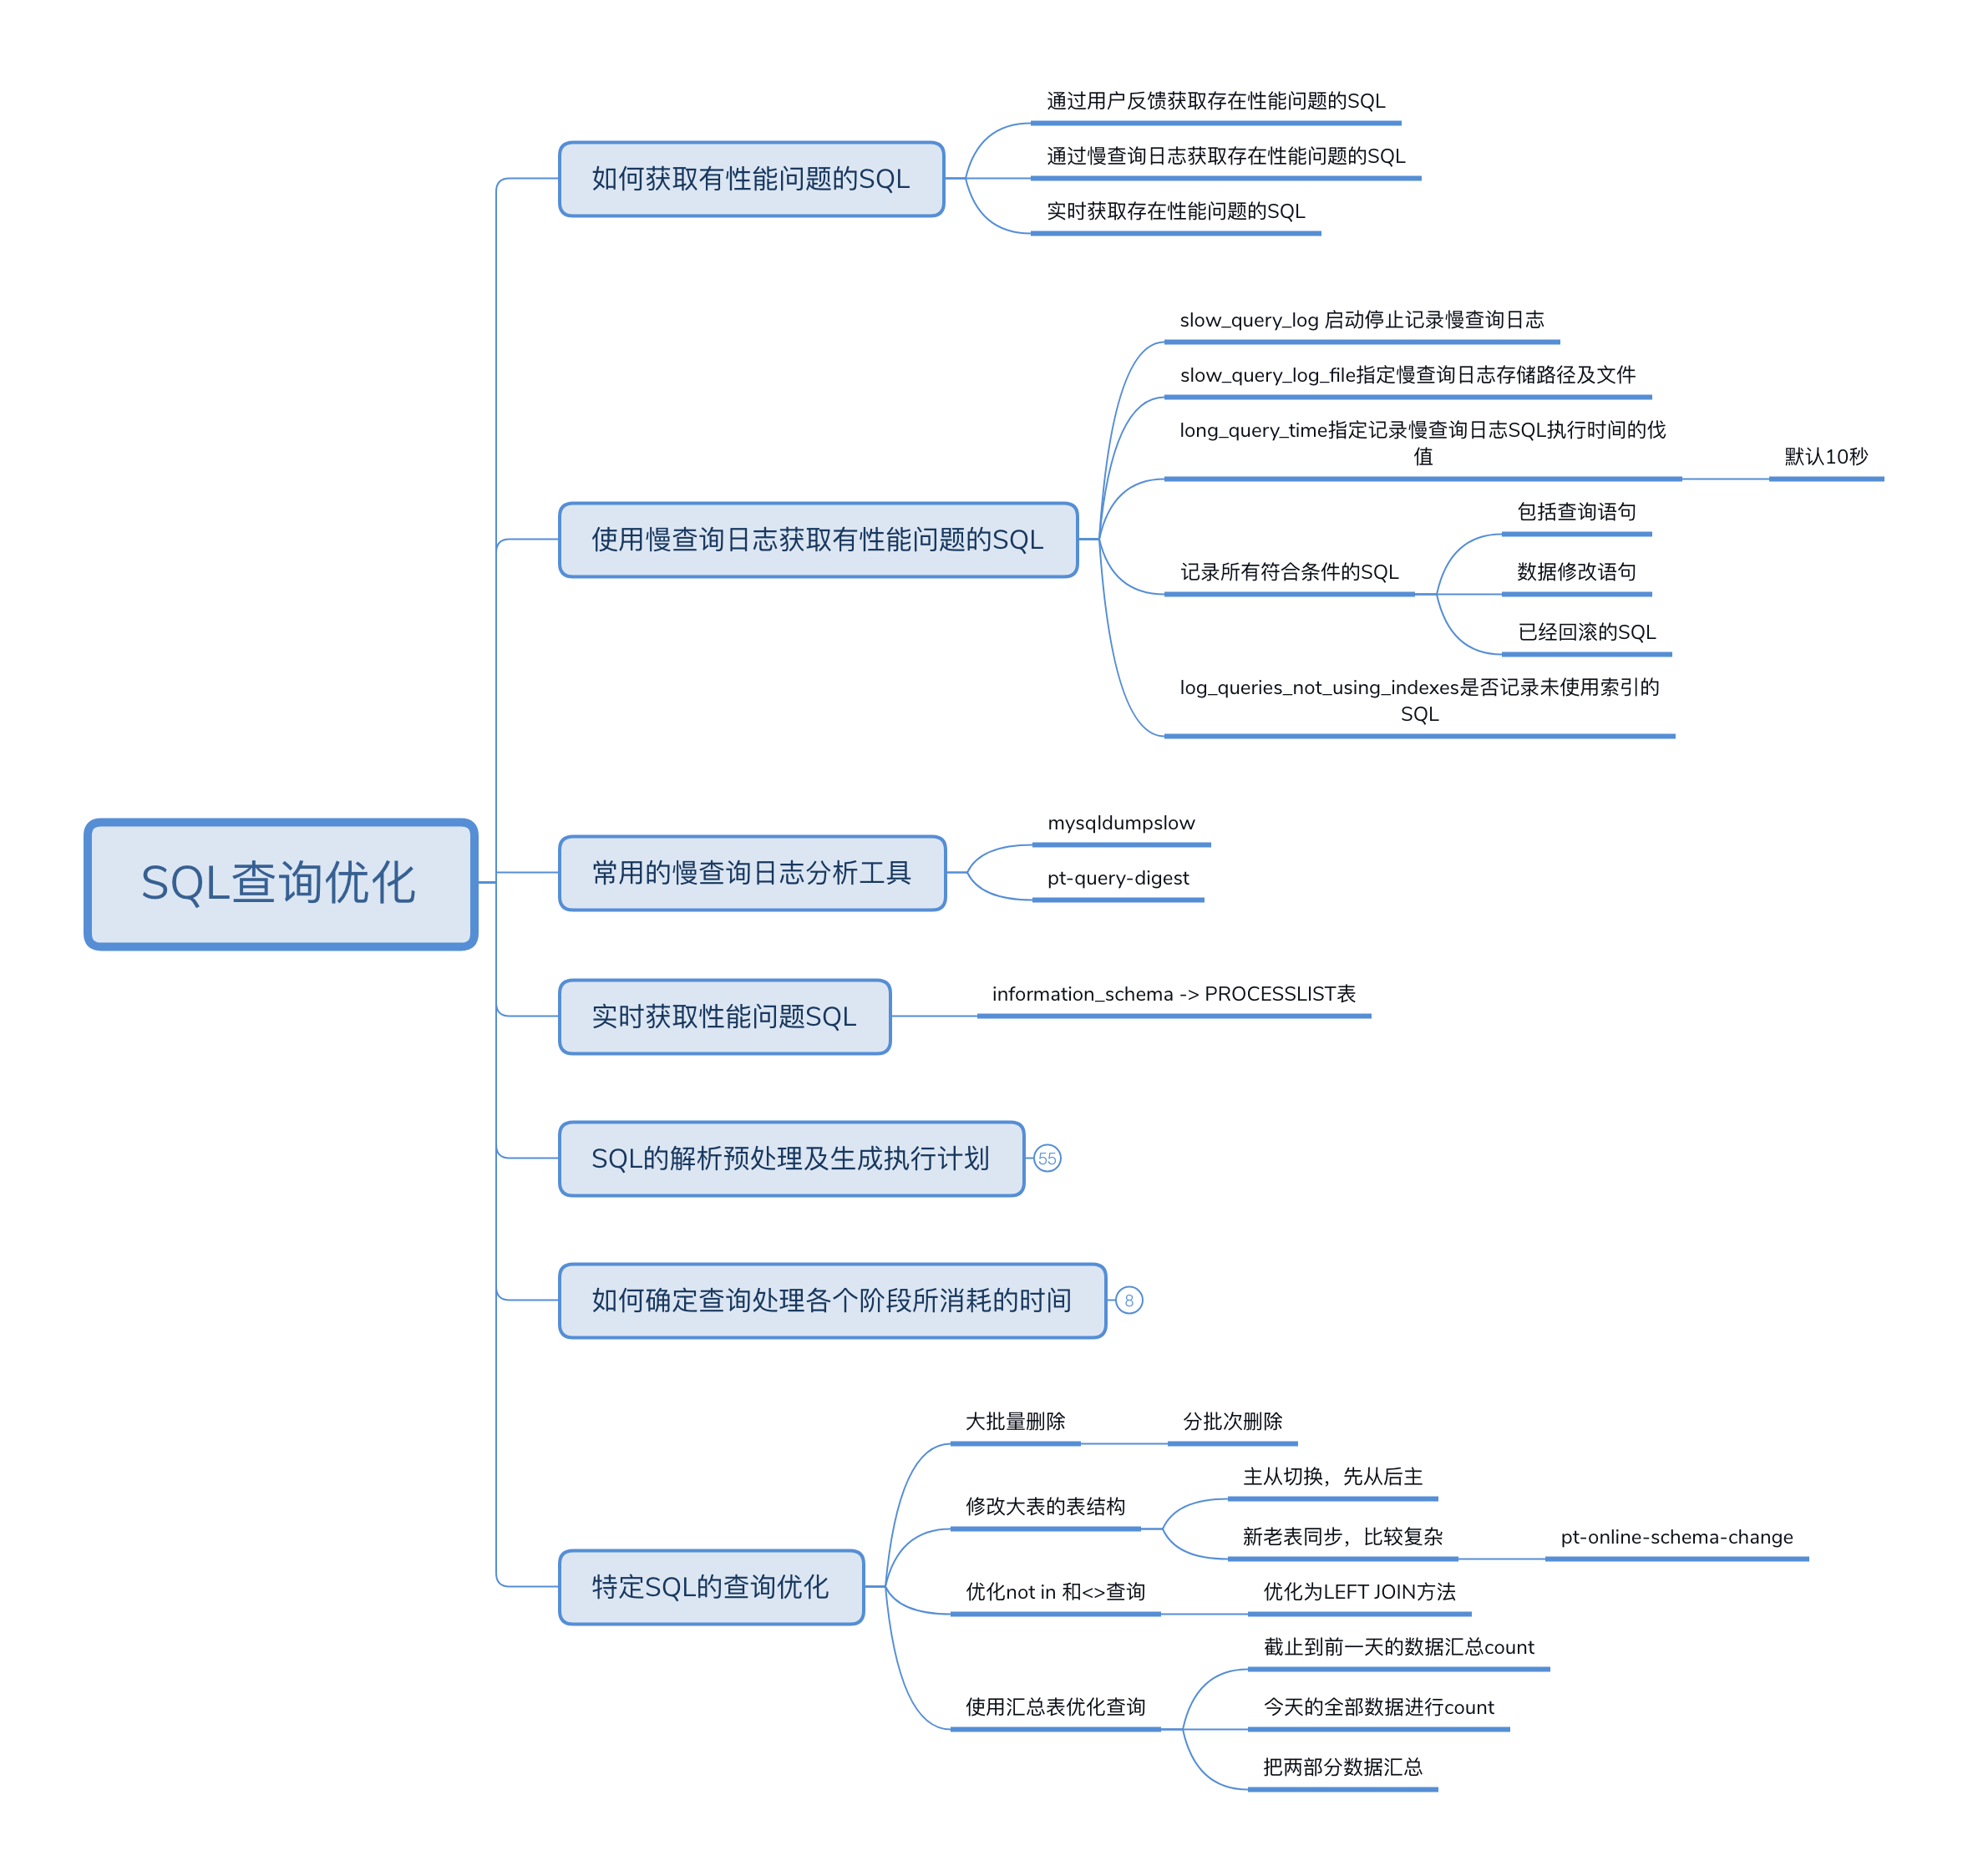 SQL查询优化
如何获取有性能问题的SQL
通过用户反馈获取存在性能问题的SQL
通过慢查询日志获取存在性能问题的SQL
实时获取存在性能问题的SQL
使用慢查询日志获取有性能问题的SQL
slow_query_log 启动停止记录慢查询日志
slow_query_log_file指定慢查询日志存储路径及文件
long_query_time指定记录慢查询日志SQL执行时间的伐
值
默认10秒
记录所有符合条件的SQL
包括查询语句
数据修改语句
已经回滚的SQL
log_queries_not_using_indexes是否记录未使用索引的
SQL
常用的慢查询日志分析工具
mysqldumpslow
pt-query-digest
实时获取性能问题SQL
information_schema -> PROCESSLIST表
SQL的解析预处理及生成执行计划
55
如何确定查询处理各个阶段所消耗的时间
8
特定SQL的查询优化
大批量删除
分批次删除
修改大表的表结构
主从切换，先从后主
新老表同步，比较复杂
pt-online-schema-change
优化not in 和<>查询
优化为LEFT JOIN方法
使用汇总表优化查询
截止到前一天的数据汇总count
今天的全部数据进行count
把两部分数据汇总